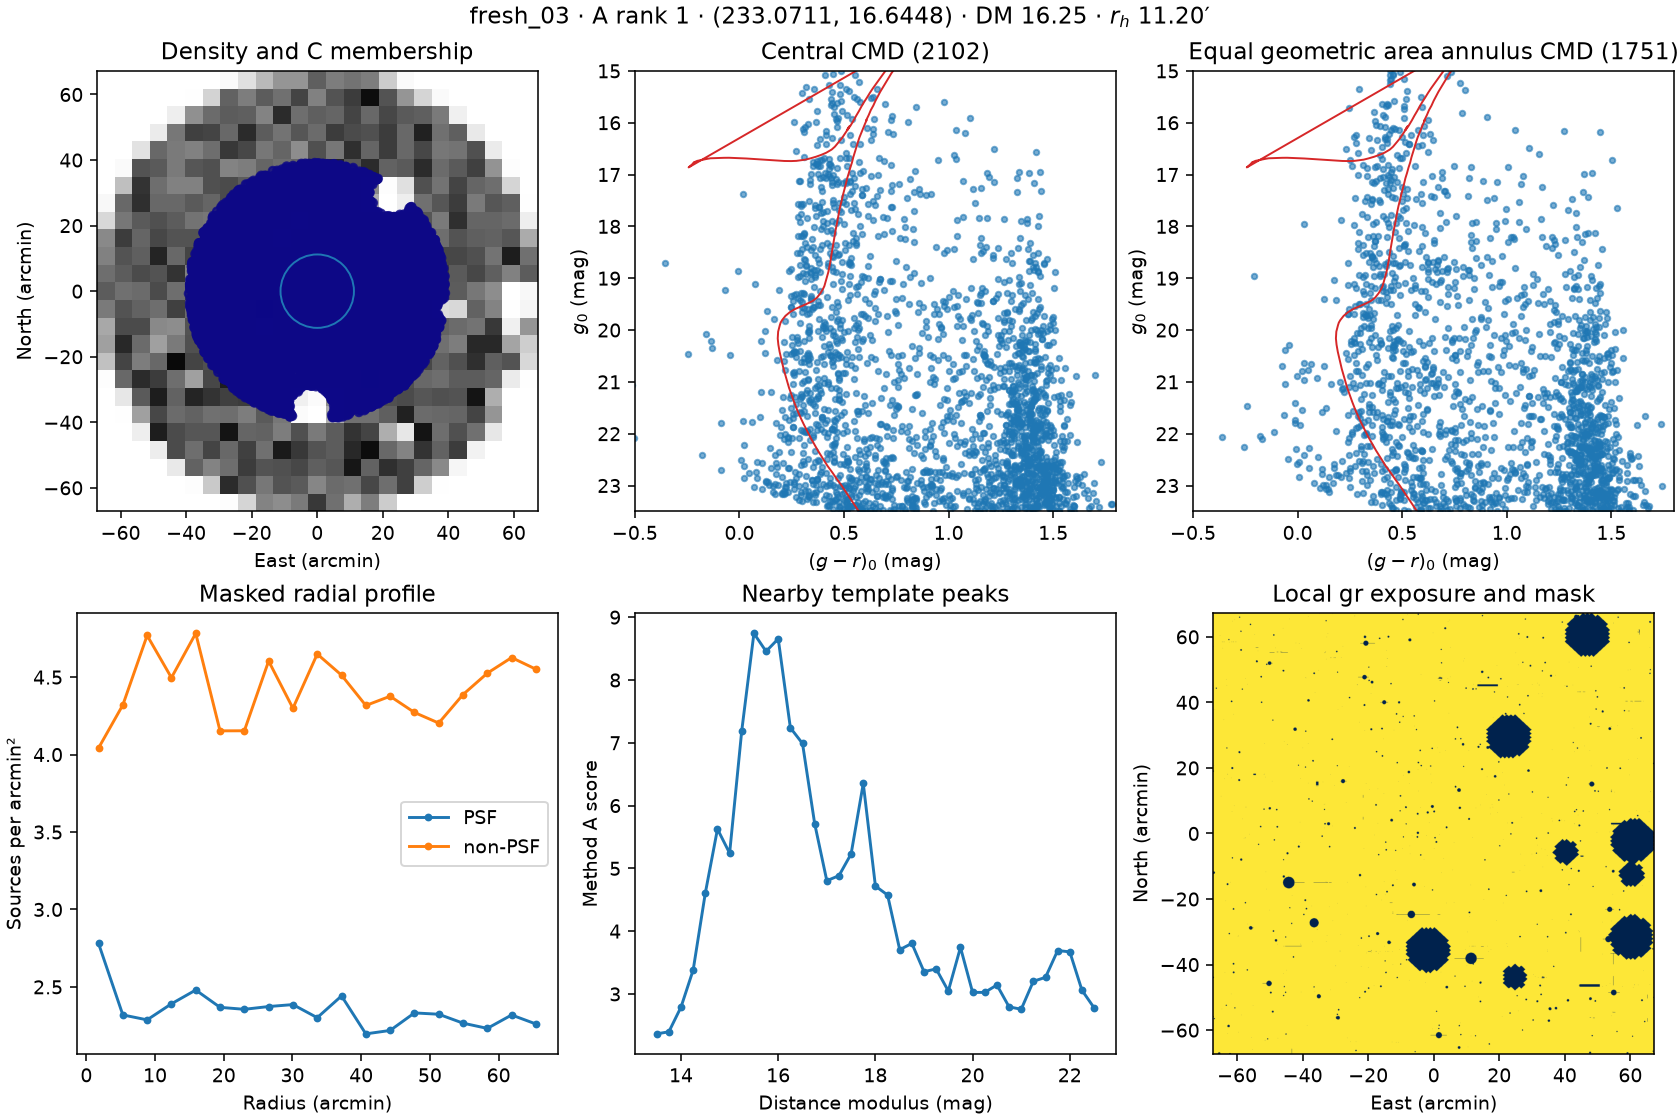 fresh_03 · A rank 1 · (233.0711, 16.6448) · DM 16.25 · r_h 11.20′
Density and C membership
60
40
20
0
−20
−40
−60
North (arcmin)
−60 −40 −20 0 20 40 60
East (arcmin)
Central CMD (2102)
15
16
17
18
19
20
21
22
23
g₀ (mag)
−0.5 0.0 0.5 1.0 1.5
(g − r)₀ (mag)
Equal geometric area annulus CMD (1751)
15
16
17
18
19
20
21
22
23
g₀ (mag)
−0.5 0.0 0.5 1.0 1.5
(g − r)₀ (mag)
Masked radial profile
4.5
4.0
3.5
3.0
2.5
Sources per arcmin²
PSF
non-PSF
0 10 20 30 40 50 60
Radius (arcmin)
Nearby template peaks
9
8
7
6
5
4
3
Method A score
14 16 18 20 22
Distance modulus (mag)
Local gr exposure and mask
60
40
20
0
−20
−40
−60
North (arcmin)
−60 −40 −20 0 20 40 60
East (arcmin)